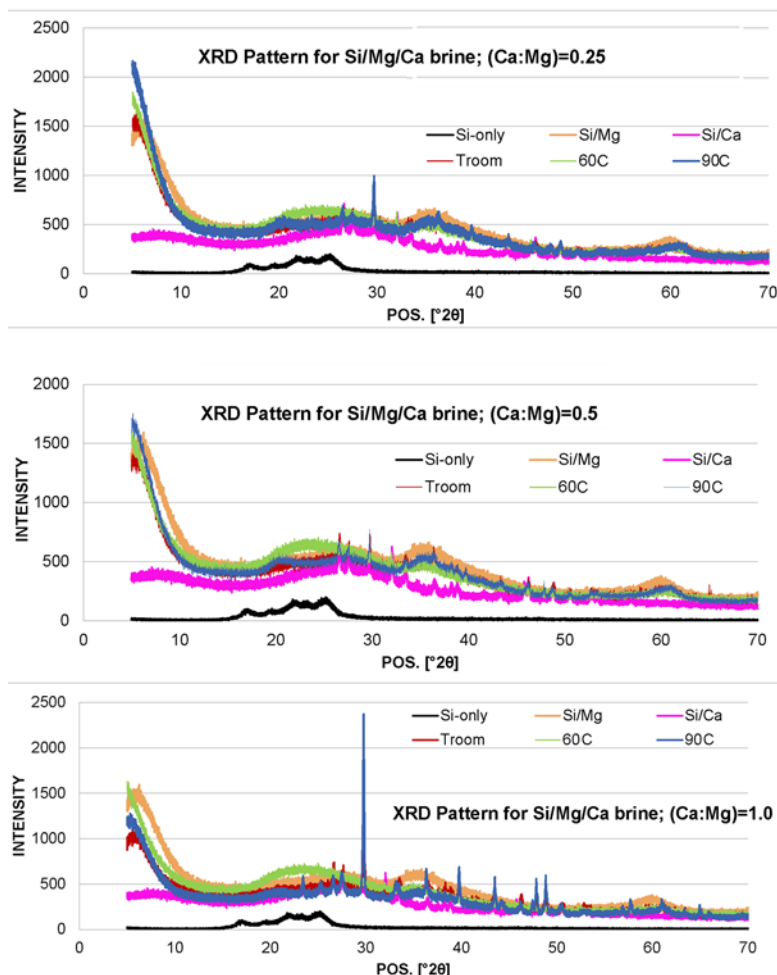 XRD Pattern for Si/Mg/Ca brine; (Ca:Mg)=0.25
2500
2000
1500
1000
500
0
INTENSITY
Si-only Si/Mg Si/Ca
Troom 60C 90C
0 10 20 30 40 50 60 70
POS. [°2θ]
XRD Pattern for Si/Mg/Ca brine; (Ca:Mg)=0.5
2000
1500
1000
500
0
INTENSITY
Si-only Si/Mg Si/Ca
Troom 60C 90C
0 10 20 30 40 50 60 70
POS. [°2θ]
2500
2000
1500
1000
500
0
INTENSITY
Si-only Si/Mg Si/Ca
Troom 60C 90C
XRD Pattern for Si/Mg/Ca brine; (Ca:Mg)=1.0
0 10 20 30 40 50 60 70
POS. [°2θ]